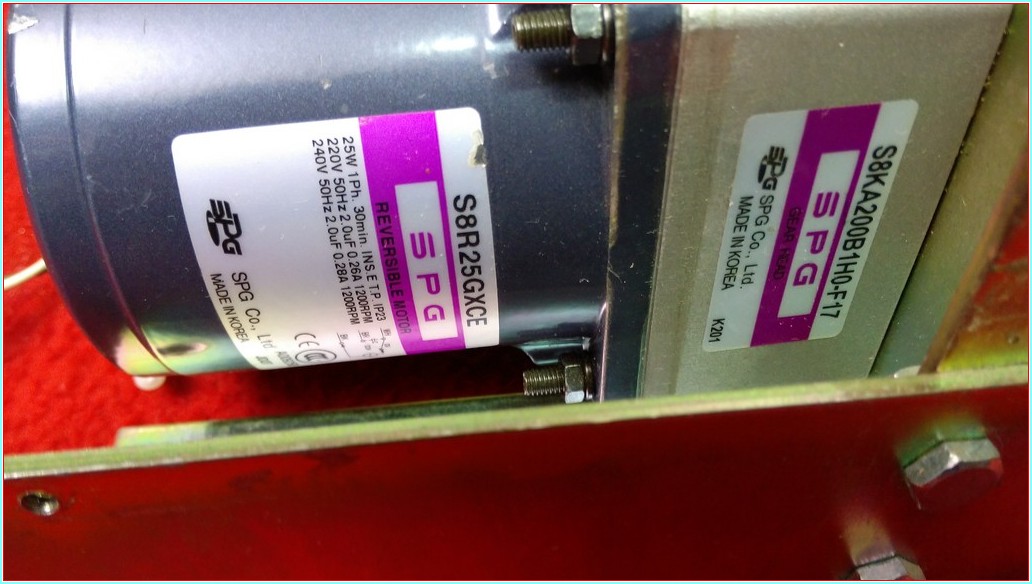 S8R25GXCE
SPG
REVERSIBLE MOTOR
25W 1Ph. 30min. INS.E T.P IP23
220V 50Hz 2.0uF 0.26A 1200RPM
240V 50Hz 2.0uF 0.28A 1200RPM
SPG SPG Co., Ltd
MADE IN KOREA
CE
S8KA200B1H0-F17
SPG
GEAR HEAD
SPG SPG Co., Ltd.
MADE IN KOREA
K201